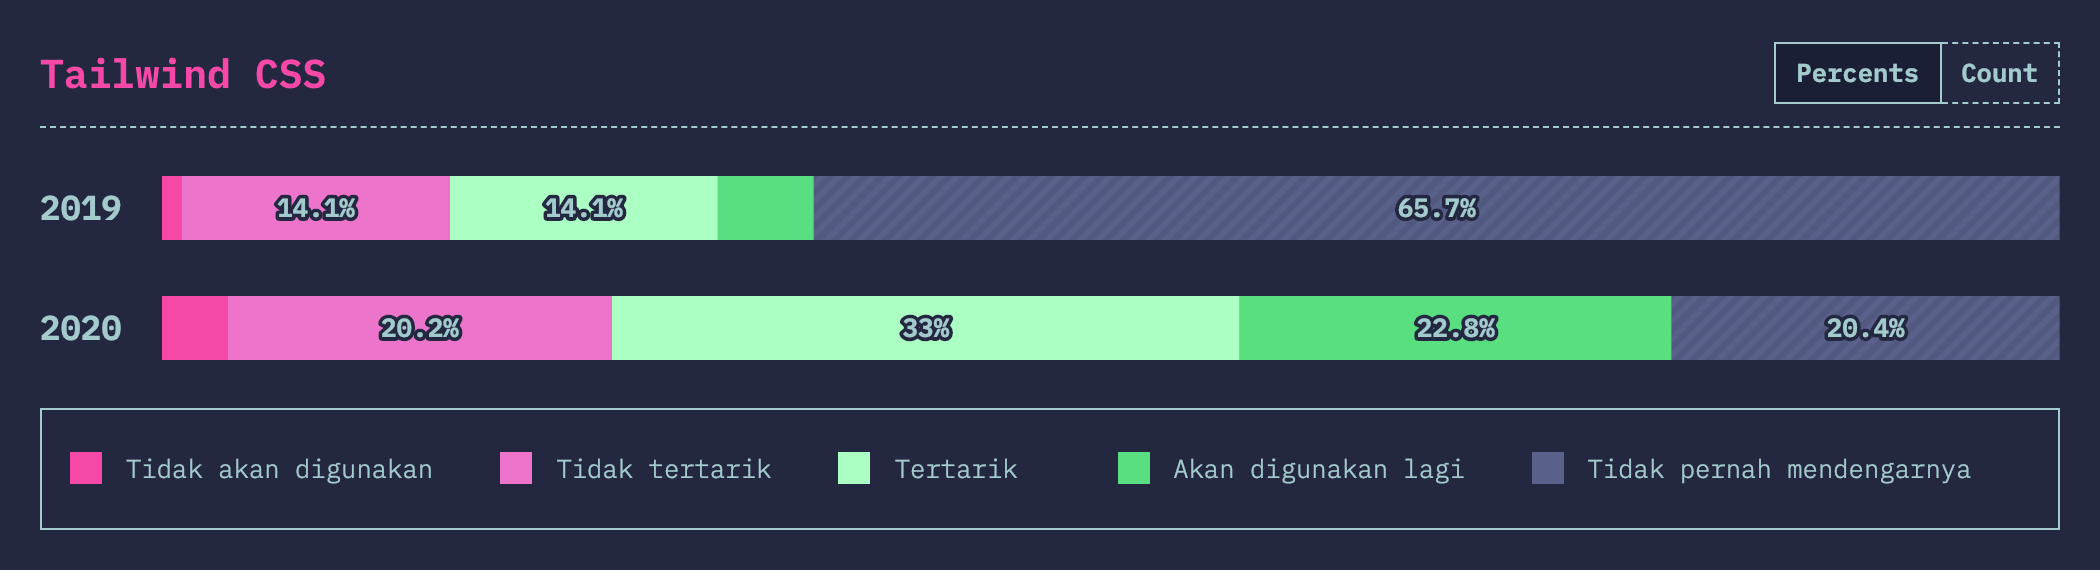 Tailwind CSS
Percents Count
2019 14.1% 14.1% 65.7%
2020 20.2% 33% 22.8% 20.4%
Tidak akan digunakan Tidak tertarik Tertarik Akan digunakan lagi Tidak pernah mendengarnya